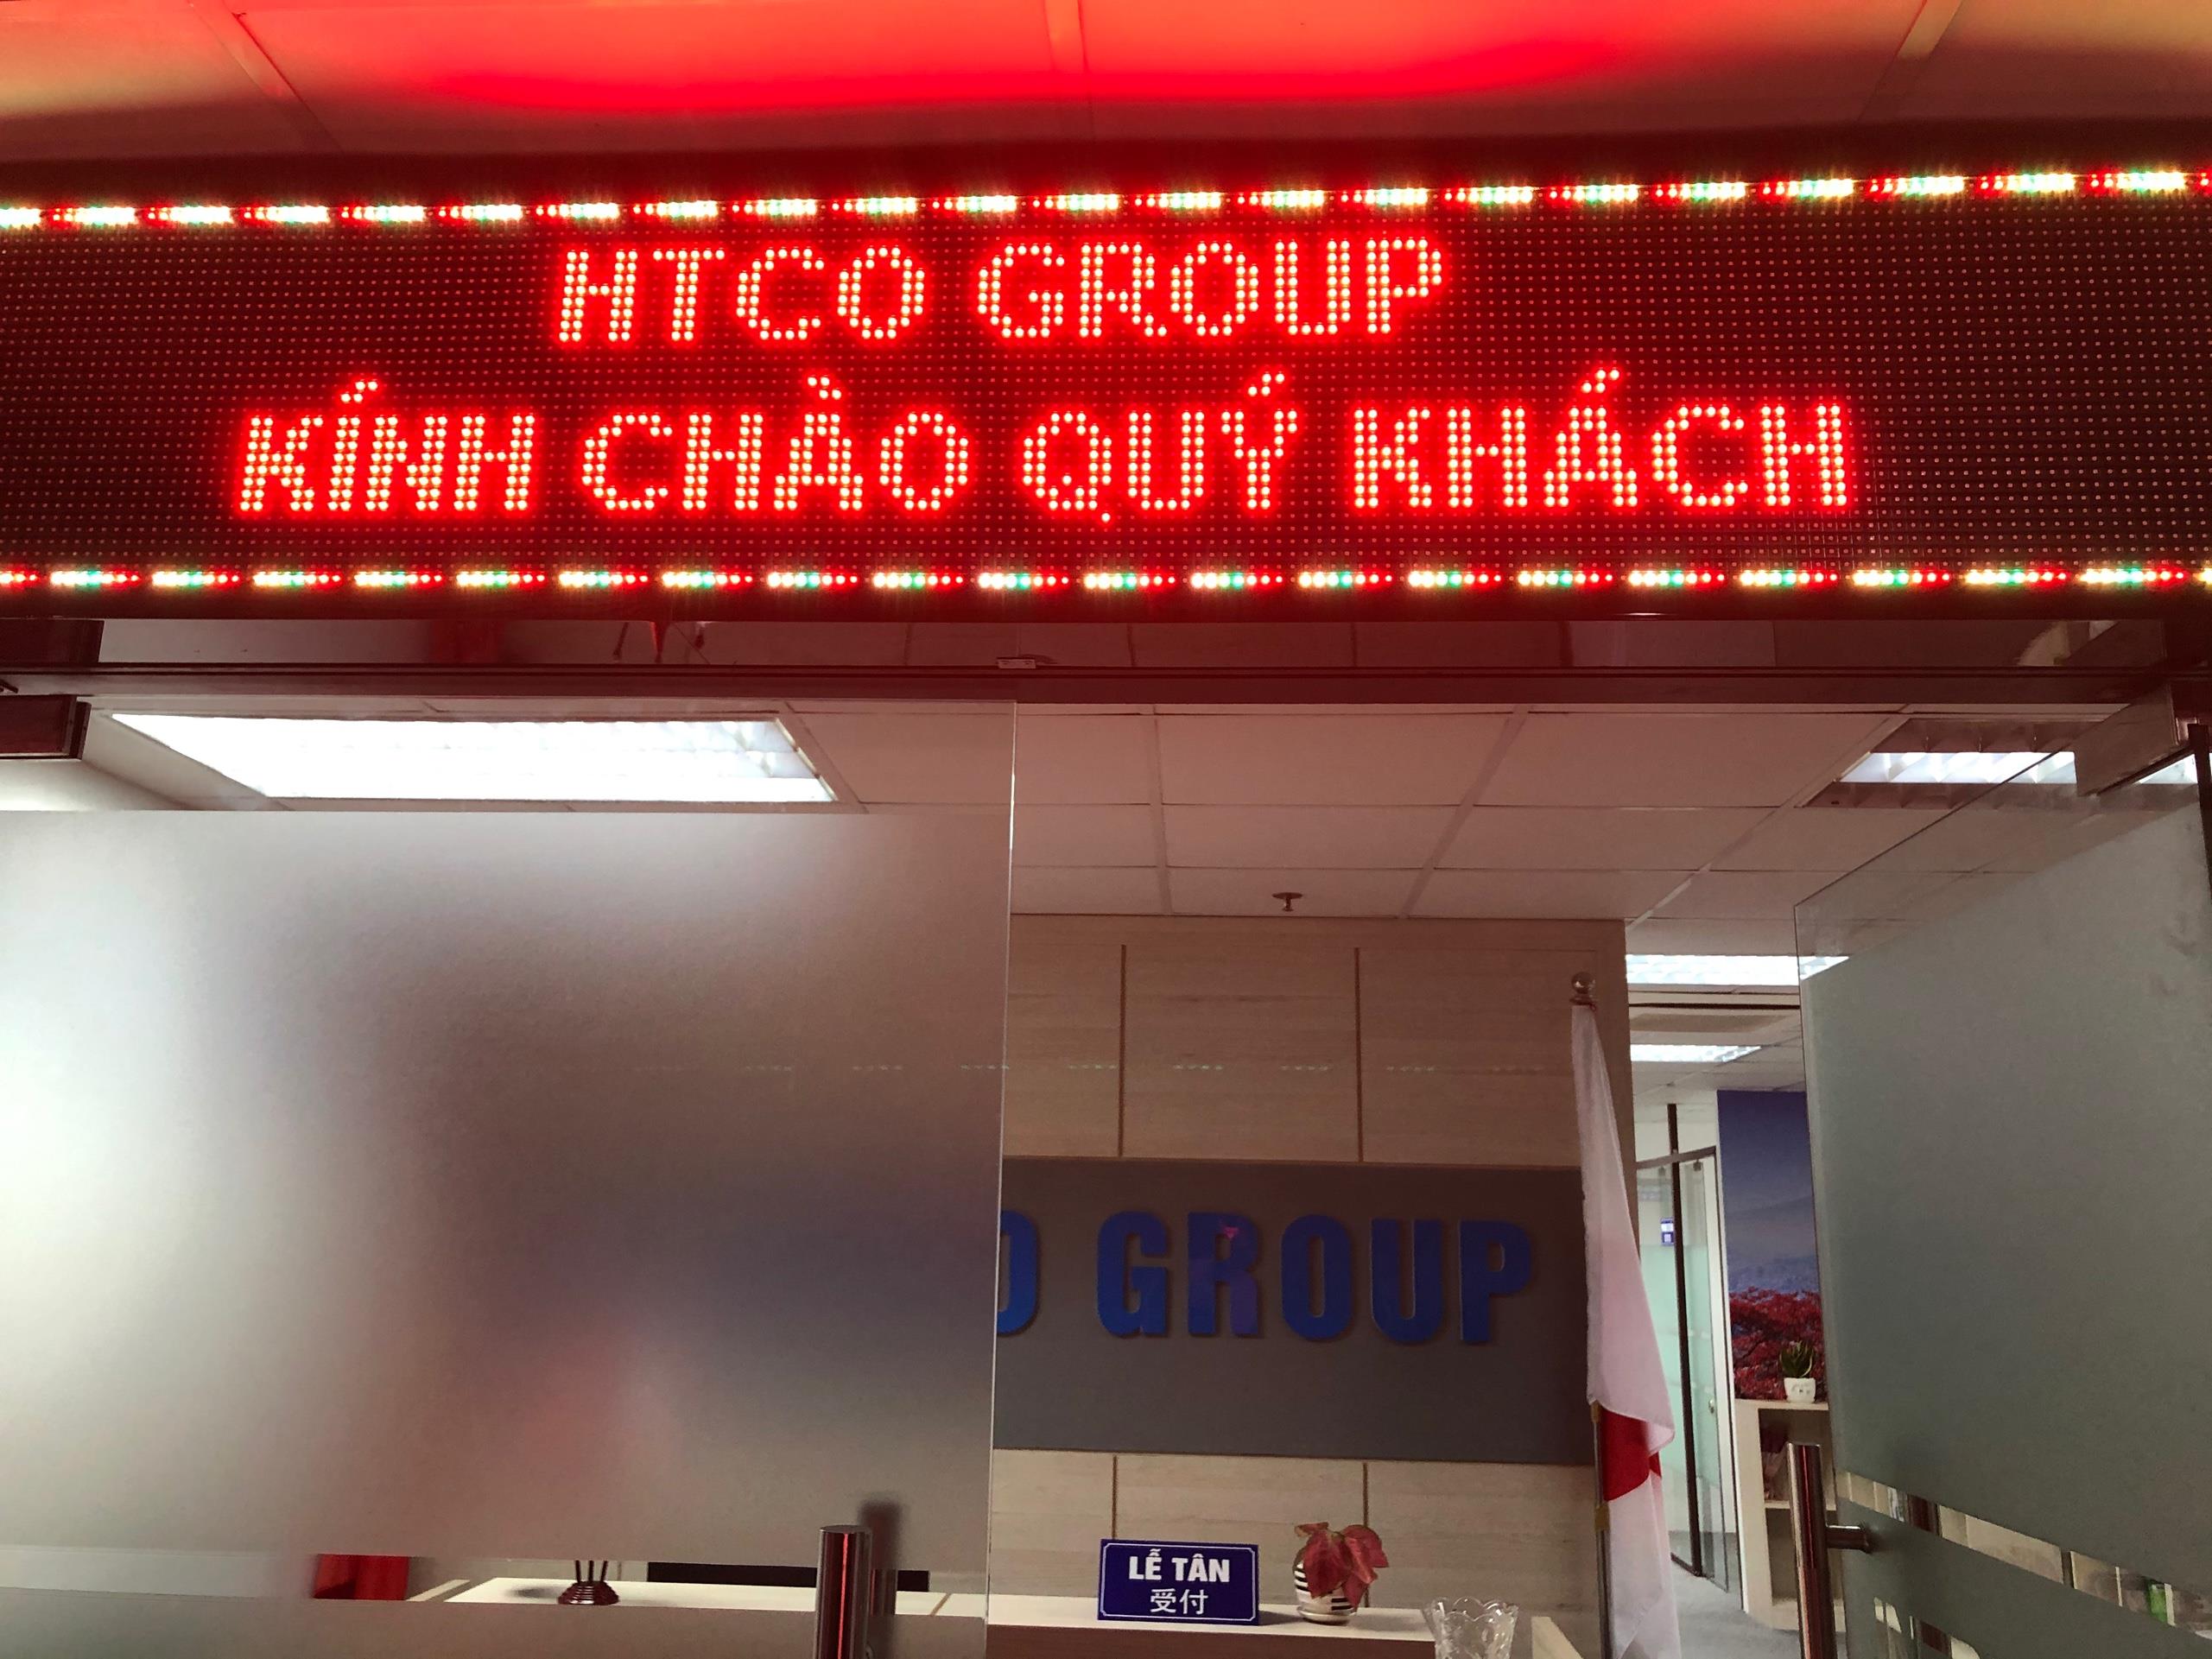 HTCO GROUP
KÍNH CHÀO QUÝ KHÁCH
O GROUP
LỄ TÂN
受付